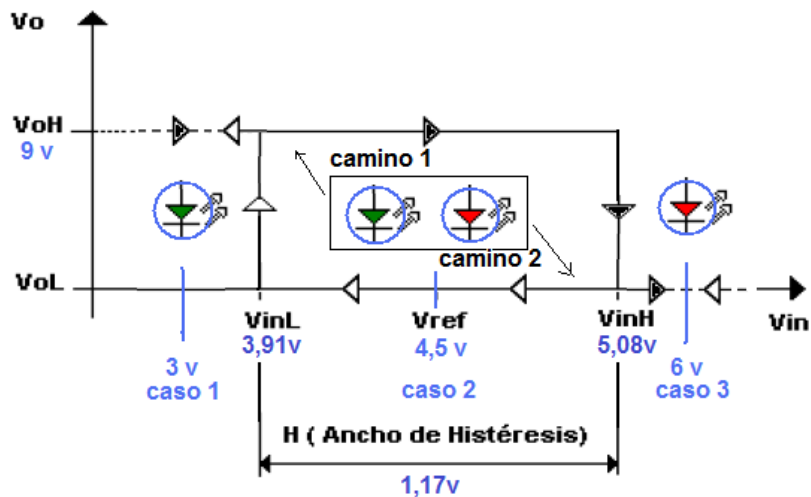 Vo
VoH
9 v
camino 1
camino 2
VoL
VinL
3,91v
Vref
4,5 v
VinH
5,08v
Vin
3 v
caso 1
caso 2
6 v
caso 3
H ( Ancho de Histéresis)
1,17v